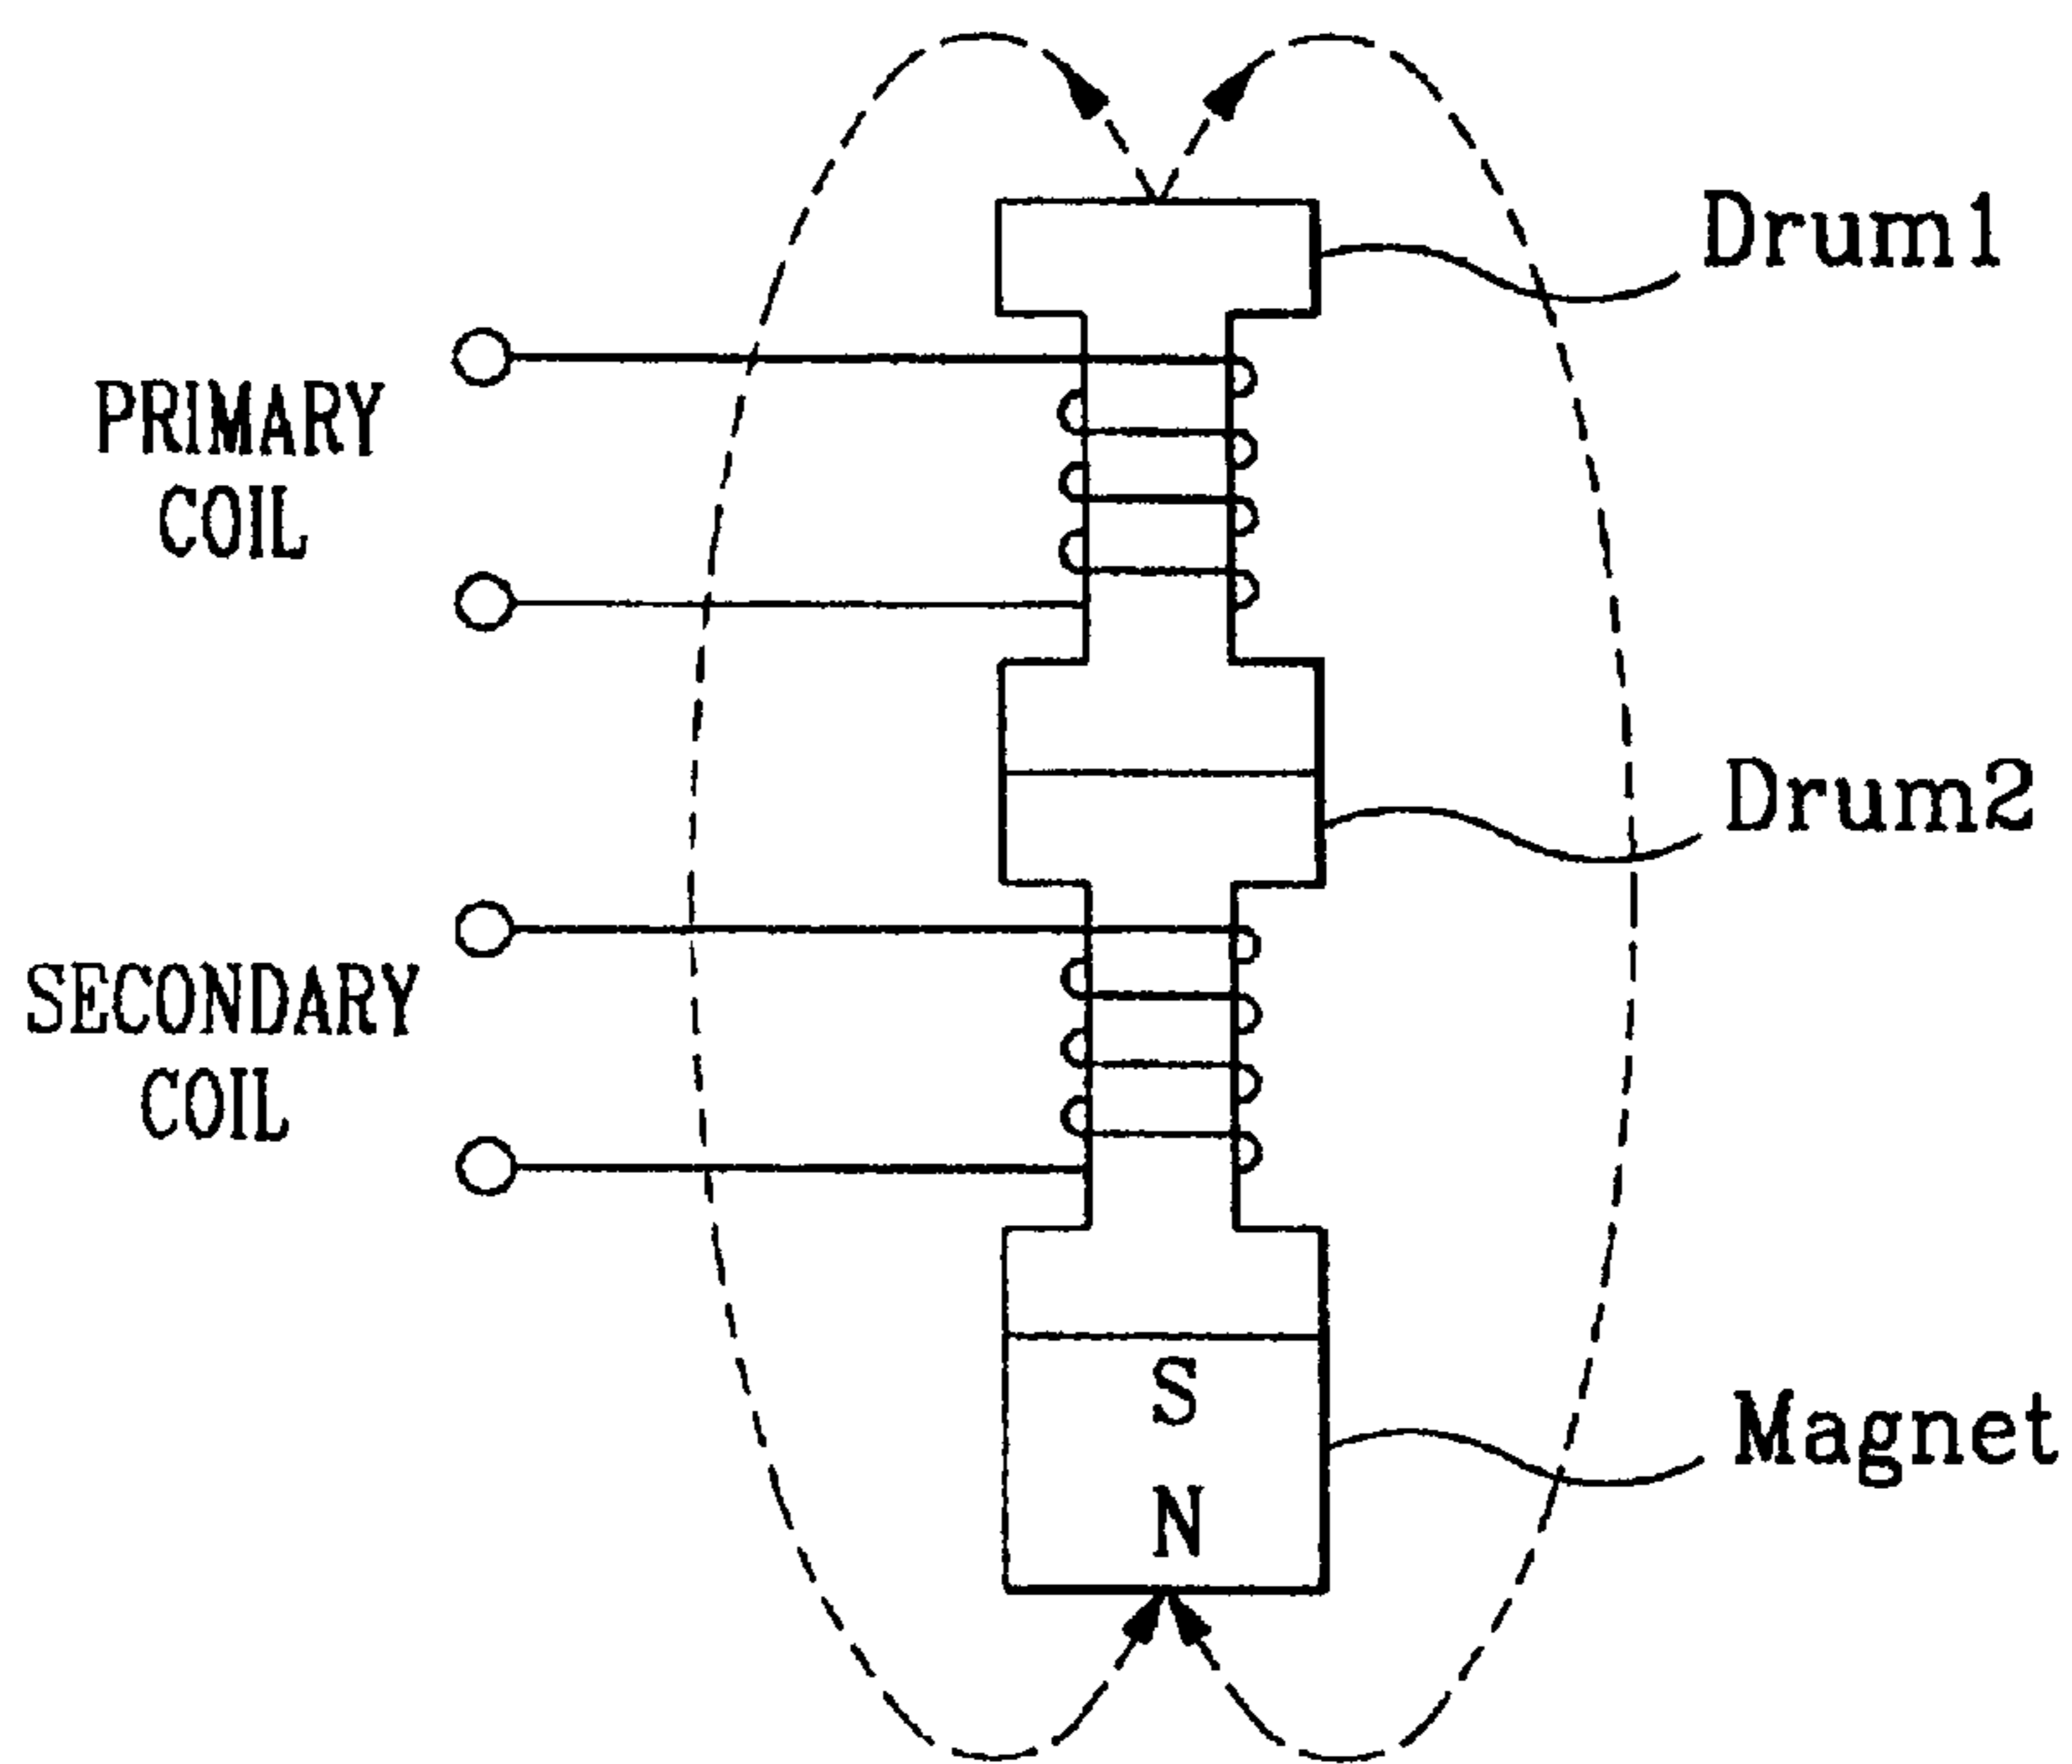 Drum1
PRIMARY
COIL
Drum2
SECONDARY
COIL
S
Magnet
N